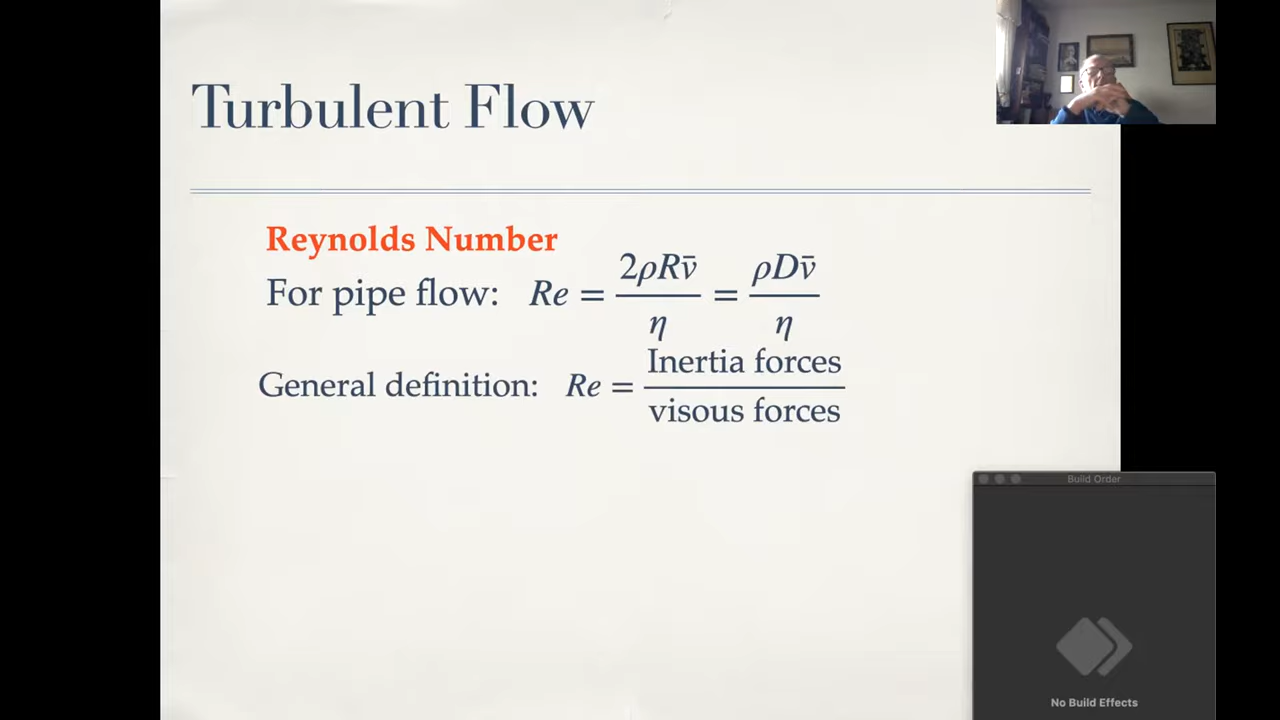 Turbulent Flow
Reynolds Number
For pipe flow: Re = 2ρRv̄ / η = ρDv̄ / η
General definition: Re = Inertia forces / visous forces
Build Order
No Build Effects